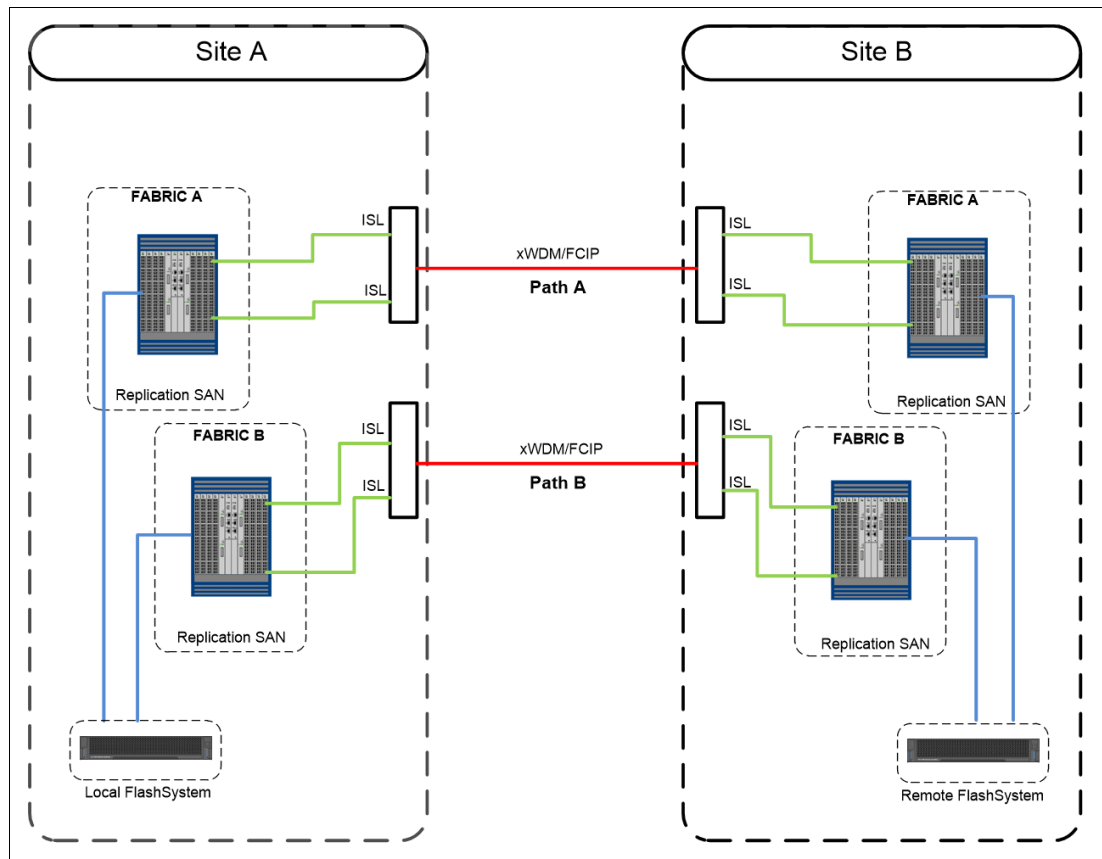 Site A
Site B
FABRIC A
FABRIC A
ISL
ISL
xWDM/FCIP
Path A
ISL
ISL
Replication SAN
Replication SAN
FABRIC B
FABRIC B
ISL
ISL
xWDM/FCIP
Path B
ISL
ISL
Replication SAN
Replication SAN
Local FlashSystem
Remote FlashSystem